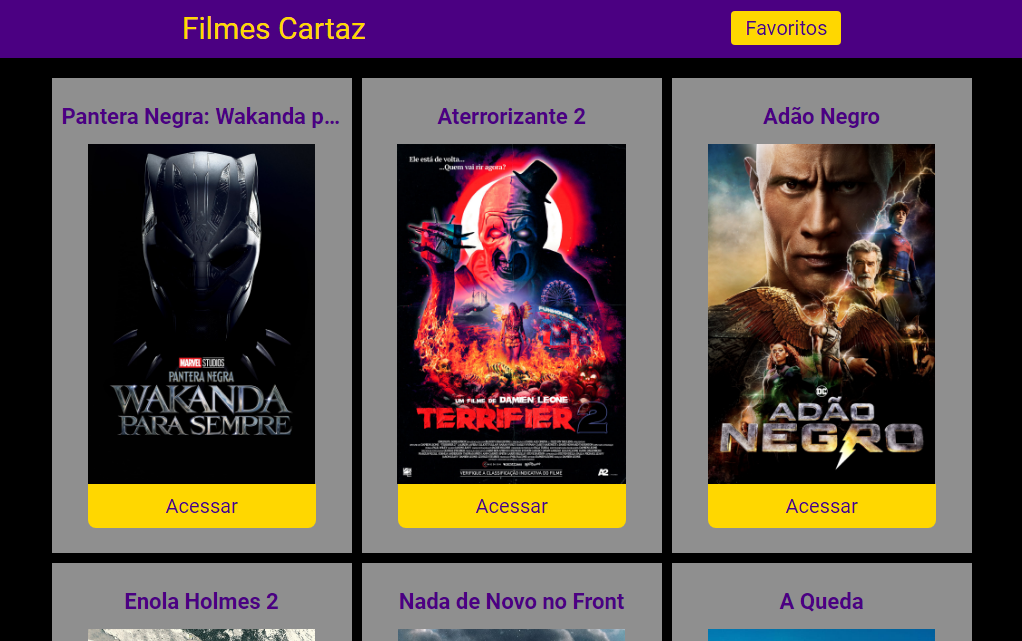 Filmes Cartaz
Favoritos
Pantera Negra: Wakanda p...
Aterrorizante 2
Adão Negro
MARVEL STUDIOS
PANTERA NEGRA
WAKANDA
PARA SEMPRE
Ele está de volta...
...Quem vai rir agora?
FUNHOUSE
UM FILME DE DAMIEN LEONE
TERRIFIER 2
VERIFIQUE A CLASSIFICAÇÃO INDICATIVA DO FILME
A2
DC
ADÃO
NEGRO
Acessar
Acessar
Acessar
Enola Holmes 2
Nada de Novo no Front
A Queda